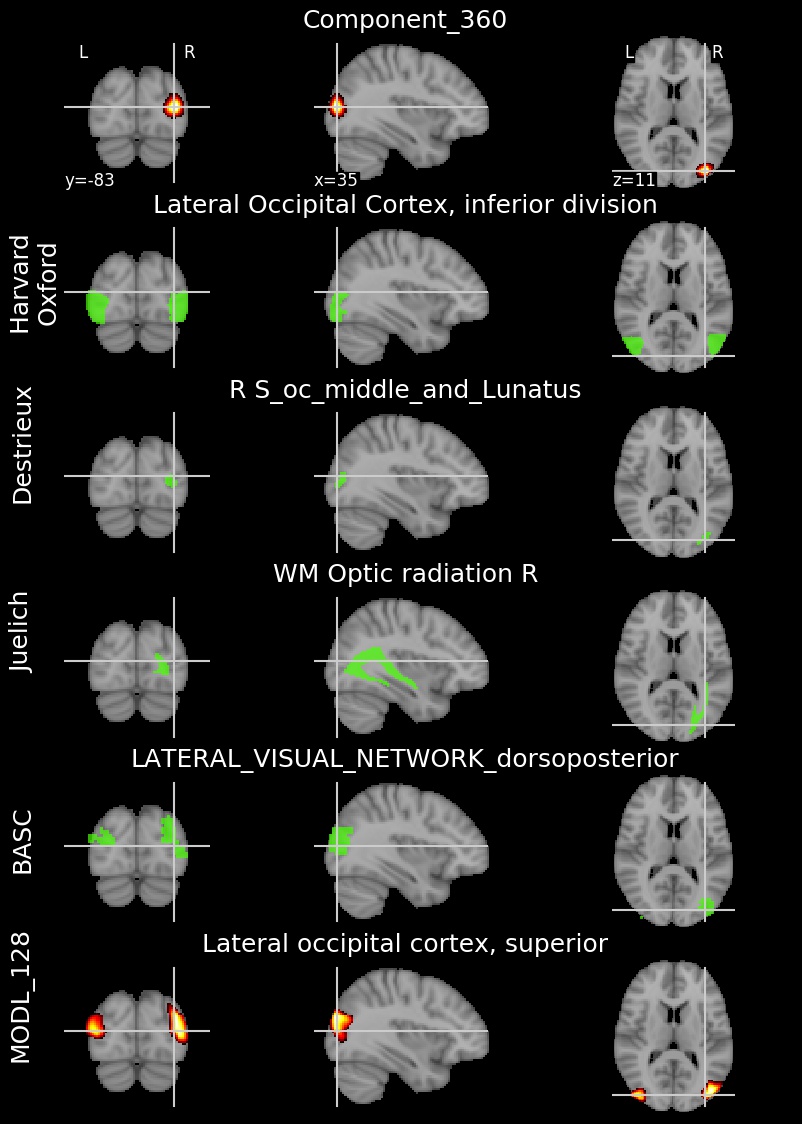 Component_360
L R
L R
y=-83
x=35
z=11
Lateral Occipital Cortex, inferior division
Harvard
Oxford
R S_oc_middle_and_Lunatus
Destrieux
WM Optic radiation R
Juelich
LATERAL_VISUAL_NETWORK_dorsoposterior
BASC
Lateral occipital cortex, superior
MODL_128